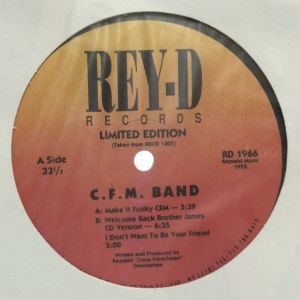 REY-D
RECORDS
LIMITED EDITION
(Taken from RD/CD 1001)
A Side
33⅓
RD 1966
Reynald Music
1993
C.F.M. BAND
A: Make It Funky CFM — 5:39
B: Welcome Back Brother James
CD Version — 6:35
I Don't Want To Be Your Friend
5:00
Written and Produced by
Reynald "Crazy Frenchman"
Deschamps